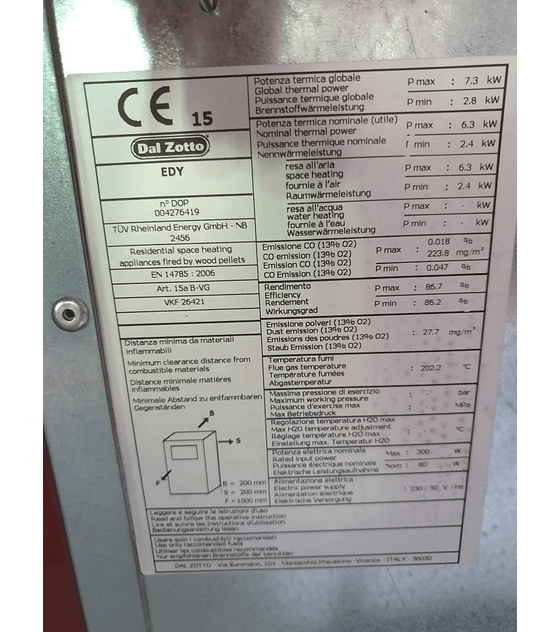 CE 15
Dal Zotto
EDY
n° DOP
004276419
TÜV Rheinland Energy GmbH - NB
2456
Residential space heating
appliances fired by wood pellets
EN 14785 : 2006
Art. 15a B-VG
VKF 26421
-
Distanza minima da materiali
infiammabili
Minimum clearance distance from
combustible materials
Distance minimale matières
inflammables
Minimale Abstand zu entflammbaren
Gegenständen
B
S
F
B = 200 mm
S = 200 mm
F = 1500 mm
Potenza termica globale
Global thermal power
Puissance termique globale
Brennstoffwärmeleistung
P max : 7.3 kW
P min : 2.8 kW
Potenza termica nominale (utile)
Nominal thermal power
Puissance thermique nominale
Nennwärmeleistung
P max : 6.3 kW
min : 2.4 kW
resa all'aria
space heating
fournie à l'air
Raumwärmeleistung
P max : 6.3 kW
P min : 2.4 kW
resa all'acqua
water heating
fournie à l'eau
Wasserwärmeleistung
P max : - kW
P min : - kW
Emissione CO (13% O2)
CO emission (13% O2)
Emission CO (13% O2)
CO Emission (13% O2)
P max : 0.018 %
223.8 mg/m³
P min : 0.047 %
Rendimento
Efficiency
Rendement
Wirkungsgrad
P max : 86.7 %
P min : 86.2 %
Emissione polveri (13% O2)
Dust emission (13% O2)
Emissions des poudres (13% O2)
Staub Emission (13% O2)
: 27.7 mg/m³
Temperatura fumi
Flue gas temperature
Température fumées
Abgastemperatur
: 202.2 °C
Massima pressione di esercizio
Maximum working pressure
Puissance d'exercise max
Max Betriebsdruck
: - bar
: - MPa
Regolazione temperatura H2O max
Max H2O temperature adjustment
Réglage température H2O max
Einstellung max. Temperatur H2O
: - °C
Potenza elettrica nominale
Rated input power
Puissance électrique nominale
Elektrische Leistungsaufnahme
Max : 300 W
Nom : 80 W
Alimentazione elettrica
Electric power supply
Alimentation électrique
Elektrische Versorgung
: 230 / 50 V / Hz
Leggere e seguire le istruzioni d'uso
Read and follow the operative instruction
Lire et suivre les instructions d'utilisation
Bedienungsanleitung lesen
Usare solo i combustibili raccomandati
Use only raccomanded fuels
Utiliser les combustibles recommandés
Nur empfohlenen Brennstoffe der benutzen
DAL ZOTTO - Via Summano, 104 - Montecchio Precalcino - Vicenza - ITALY - 36030